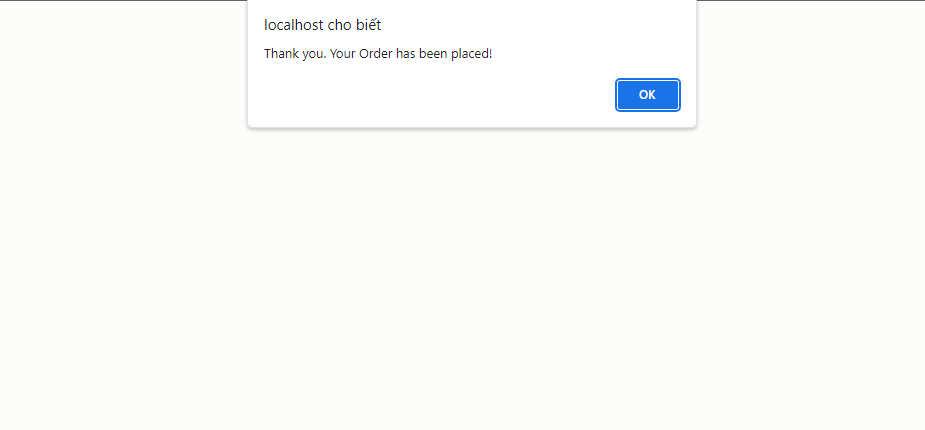 localhost cho biết
Thank you. Your Order has been placed!
OK